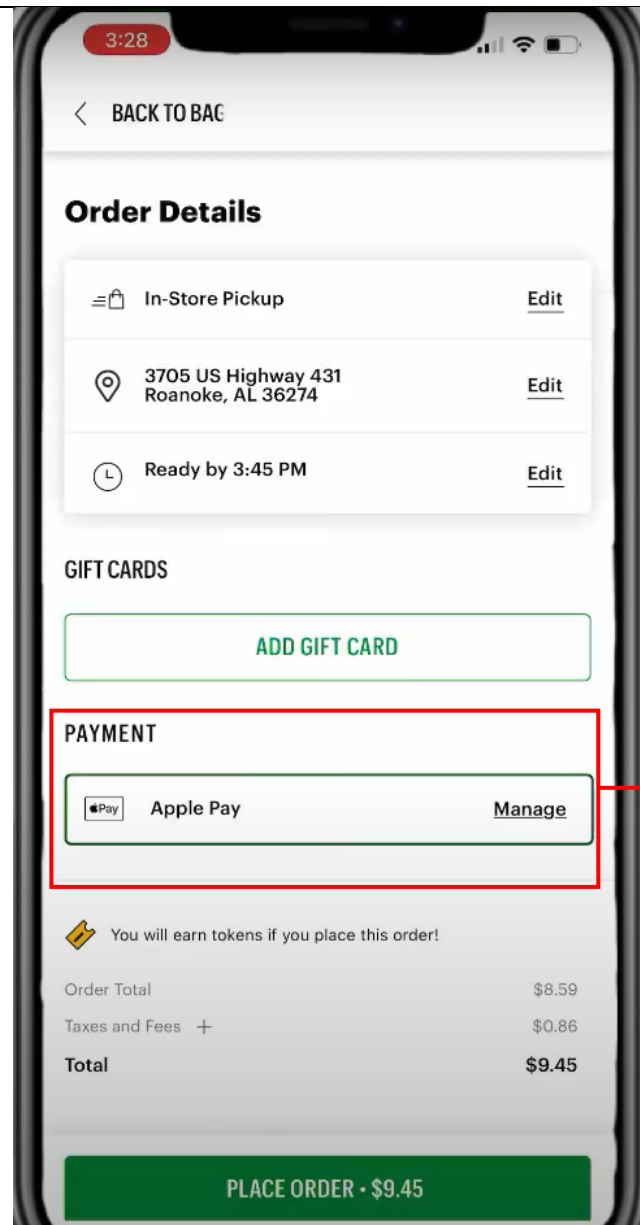 3:28
BACK TO BAG
Order Details
In-Store Pickup Edit
3705 US Highway 431
Roanoke, AL 36274 Edit
Ready by 3:45 PM Edit
GIFT CARDS
ADD GIFT CARD
PAYMENT
Pay Apple Pay Manage
You will earn tokens if you place this order!
Order Total $8.59
Taxes and Fees + $0.86
Total $9.45
PLACE ORDER • $9.45